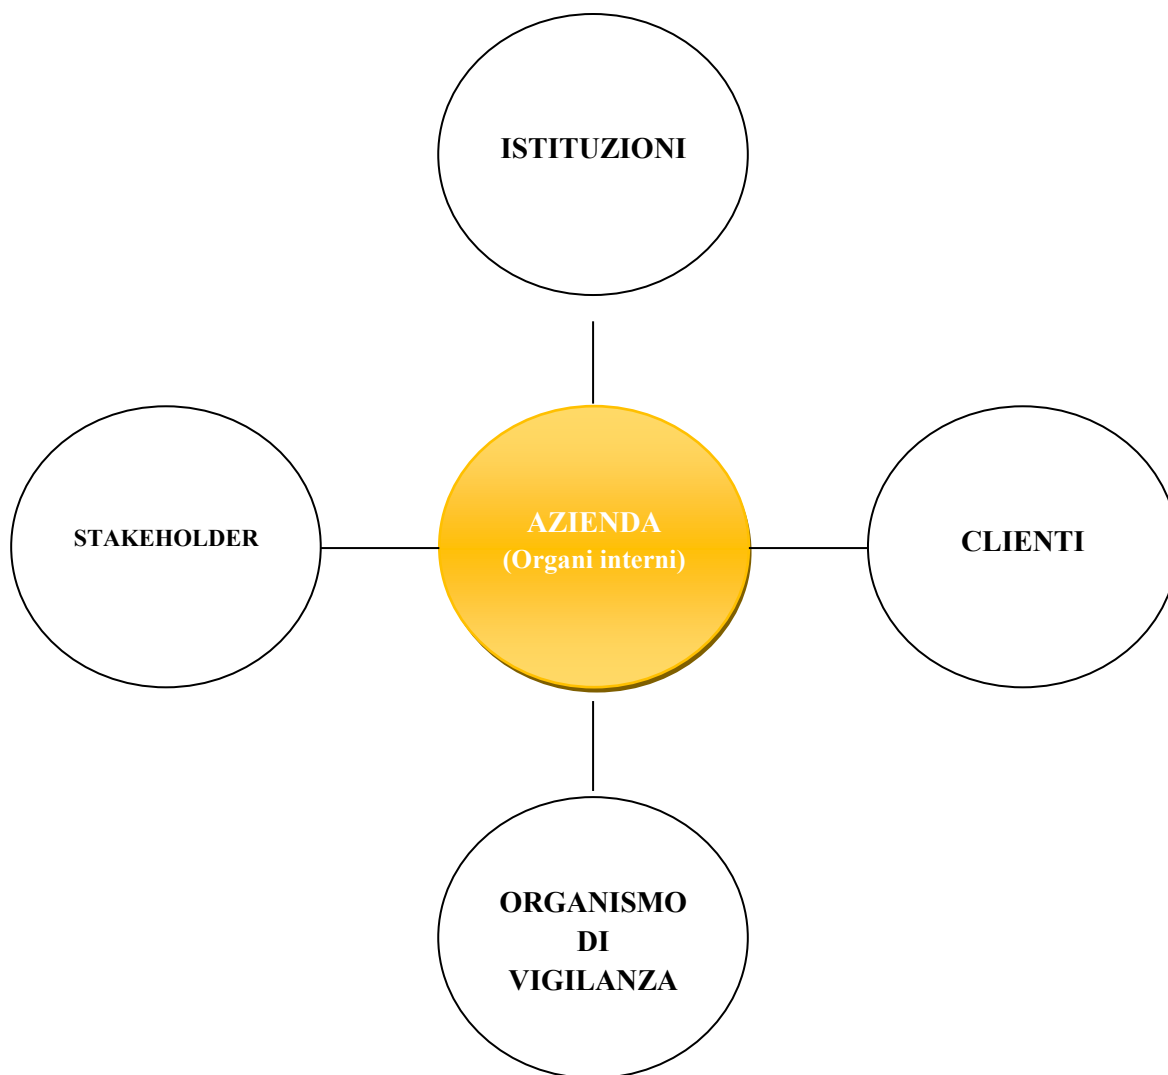 ISTITUZIONI
STAKEHOLDER
AZIENDA
(Organi interni)
CLIENTI
ORGANISMO
DI
VIGILANZA